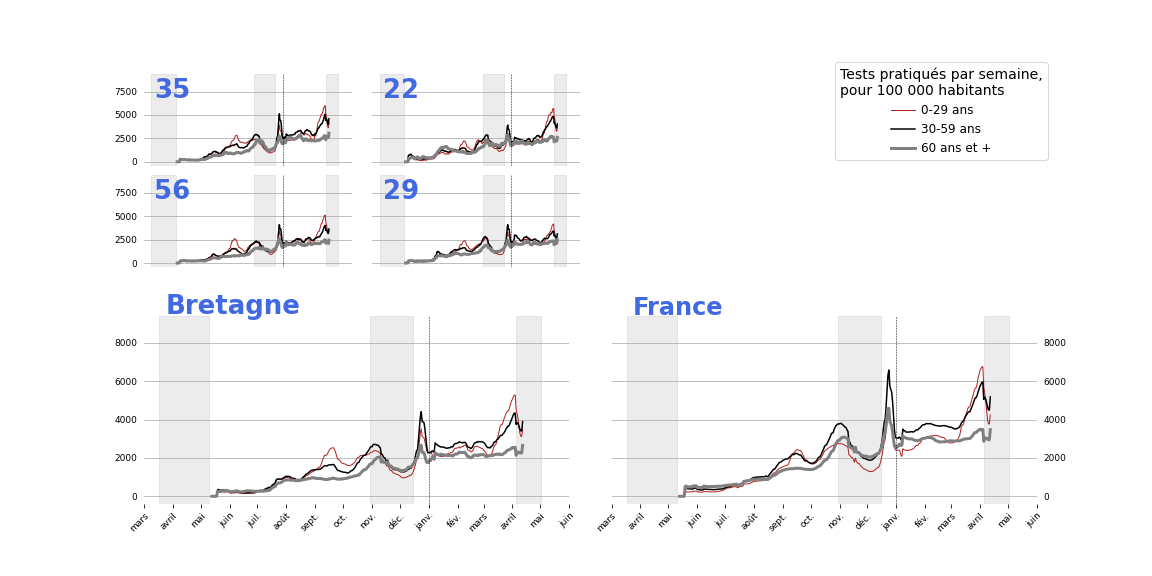 35
22
Tests pratiqués par semaine,
pour 100 000 habitants
0-29 ans
30-59 ans
60 ans et +
7500
5000
2500
0
56
29
7500
5000
2500
0
Bretagne
France
8000
6000
4000
2000
0
8000
6000
4000
2000
0
mars avril mai juin juil. août sept. oct. nov. déc. janv. fév. mars avril mai juin
mars avril mai juin juil. août sept. oct. nov. déc. janv. fév. mars avril mai juin